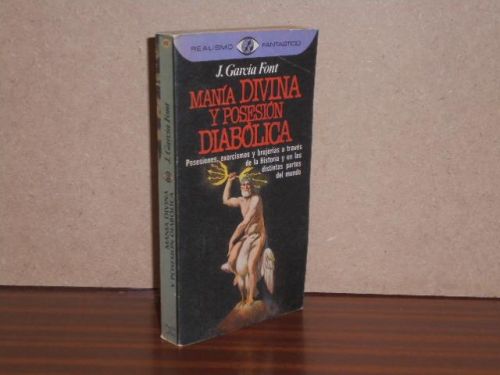 REALISMO FANTASTICO
J. García Font
MANÍA DIVINA
Y POSESIÓN
DIABÓLICA
Posesiones, exorcismos y brujerías a través
de la Historia y en las
distintas partes
del mundo
J. García Font
MANÍA DIVINA
Y POSESIÓN DIABÓLICA